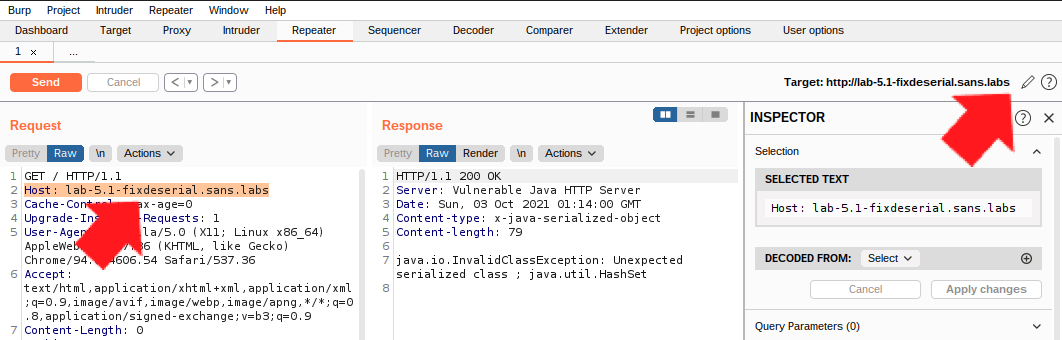 Burp Project Intruder Repeater Window Help
Dashboard Target Proxy Intruder Repeater Sequencer Decoder Comparer Extender Project options User options
1 × ...
Send Cancel < > Target: http://lab-5.1-fixdeserial.sans.labs ?
Request
Pretty Raw \n Actions
1 GET / HTTP/1.1
2 Host: lab-5.1-fixdeserial.sans.labs
3 Cache-Control: max-age=0
4 Upgrade-In Requests: 1
5 User-Agen la/5.0 (X11; Linux x86_64)
AppleWeb (KHTML, like Gecko)
Chrome/94. 4606.54 Safari/537.36
6 Accept:
text/html,application/xhtml+xml,application/xml
;q=0.9,image/avif,image/webp,image/apng,*/*;q=0
.8,application/signed-exchange;v=b3;q=0.9
7 Content-Length: 0
Response
Pretty Raw Render \n Actions
1 HTTP/1.1 200 OK
2 Server: Vulnerable Java HTTP Server
3 Date: Sun, 03 Oct 2021 01:14:00 GMT
4 Content-type: x-java-serialized-object
5 Content-length: 79
6
7 java.io.InvalidClassException: Unexpected
serialized class ; java.util.HashSet
8
INSPECTOR ? ×
Selection
SELECTED TEXT
Host: lab-5.1-fixdeserial.sans.labs
DECODED FROM: Select
Cancel Apply changes
Query Parameters (0)